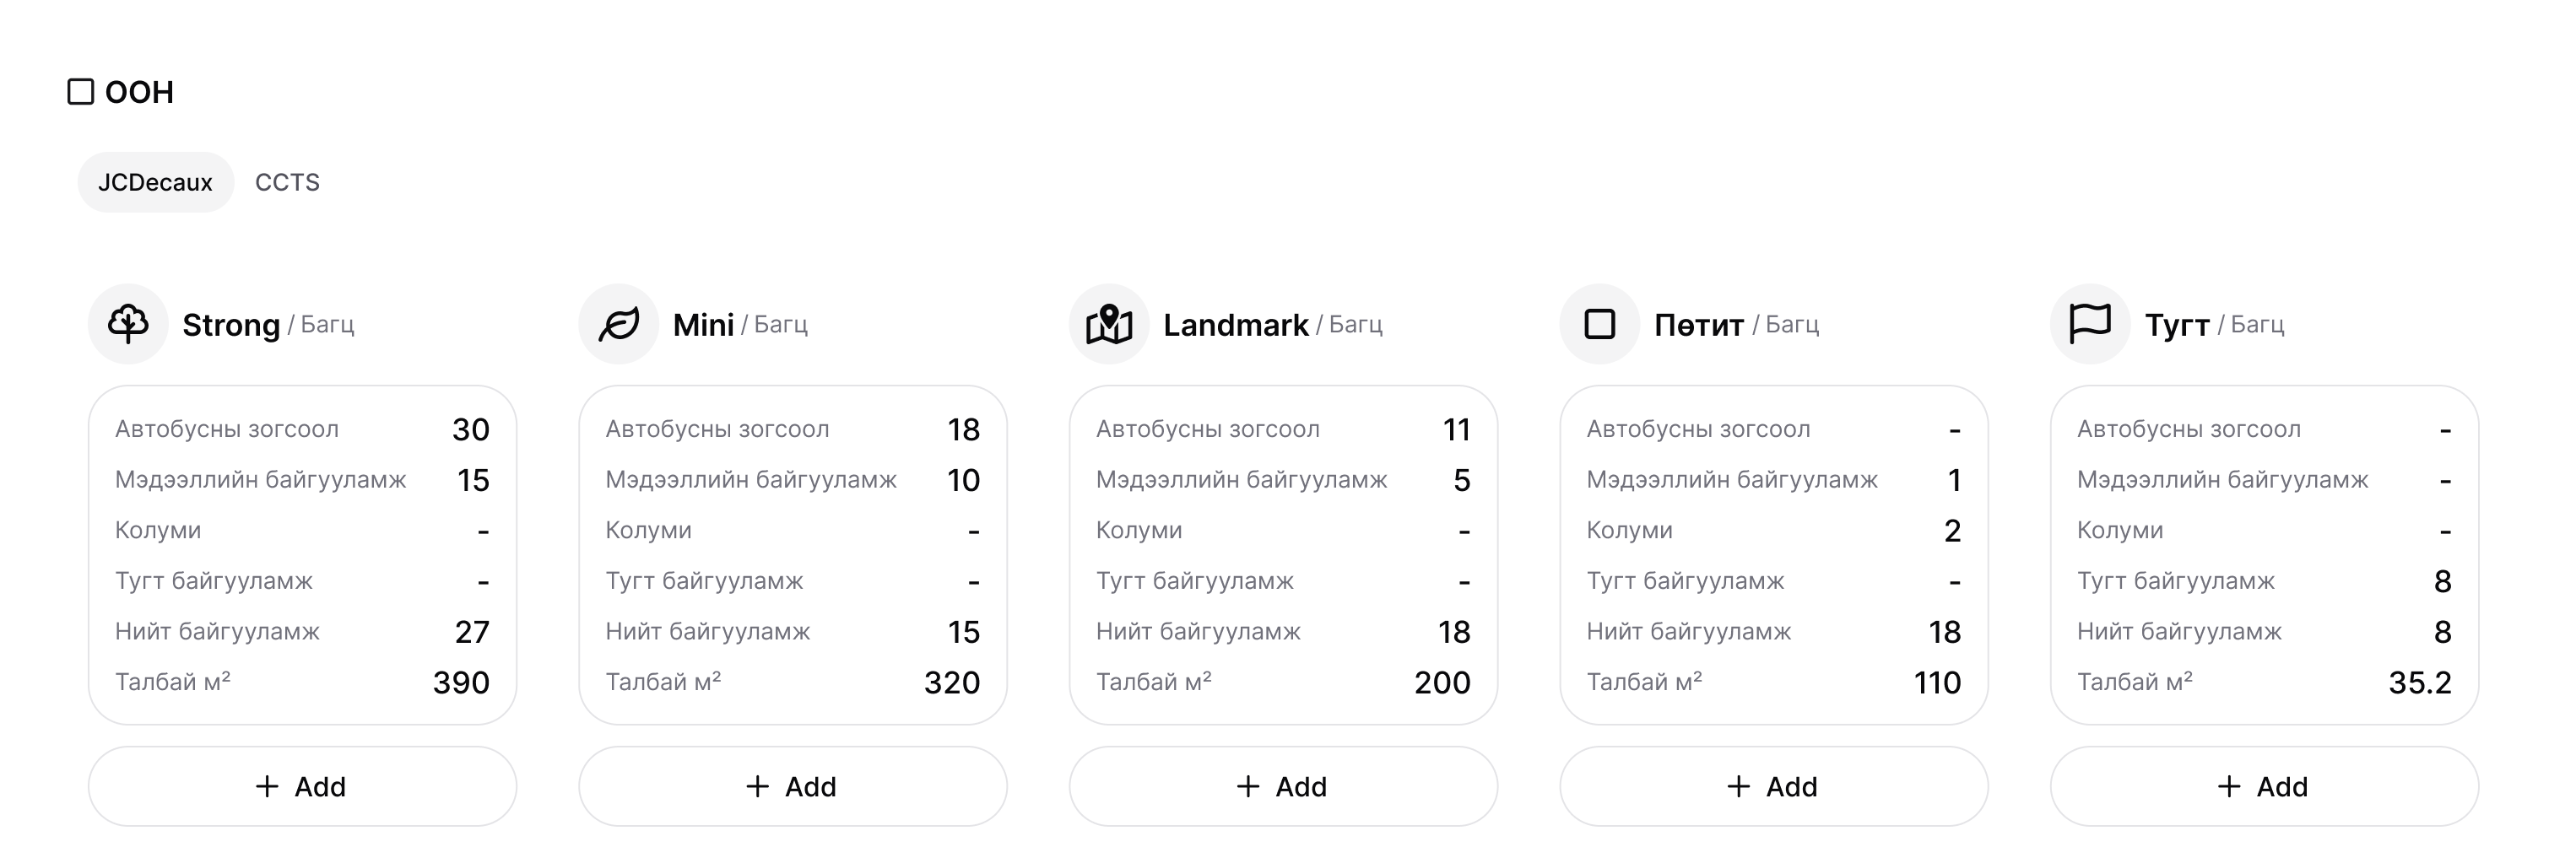 OOH
JCDecaux CCTS
Strong / Багц
Автобусны зогсоол 30
Мэдээллийн байгууламж 15
Колуми -
Тугт байгууламж -
Нийт байгууламж 27
Талбай м² 390
+ Add
Mini / Багц
Автобусны зогсоол 18
Мэдээллийн байгууламж 10
Колуми -
Тугт байгууламж -
Нийт байгууламж 15
Талбай м² 320
+ Add
Landmark / Багц
Автобусны зогсоол 11
Мэдээллийн байгууламж 5
Колуми -
Тугт байгууламж -
Нийт байгууламж 18
Талбай м² 200
+ Add
Пөтит / Багц
Автобусны зогсоол -
Мэдээллийн байгууламж 1
Колуми 2
Тугт байгууламж -
Нийт байгууламж 18
Талбай м² 110
+ Add
Тугт / Багц
Автобусны зогсоол -
Мэдээллийн байгууламж -
Колуми -
Тугт байгууламж 8
Нийт байгууламж 8
Талбай м² 35.2
+ Add